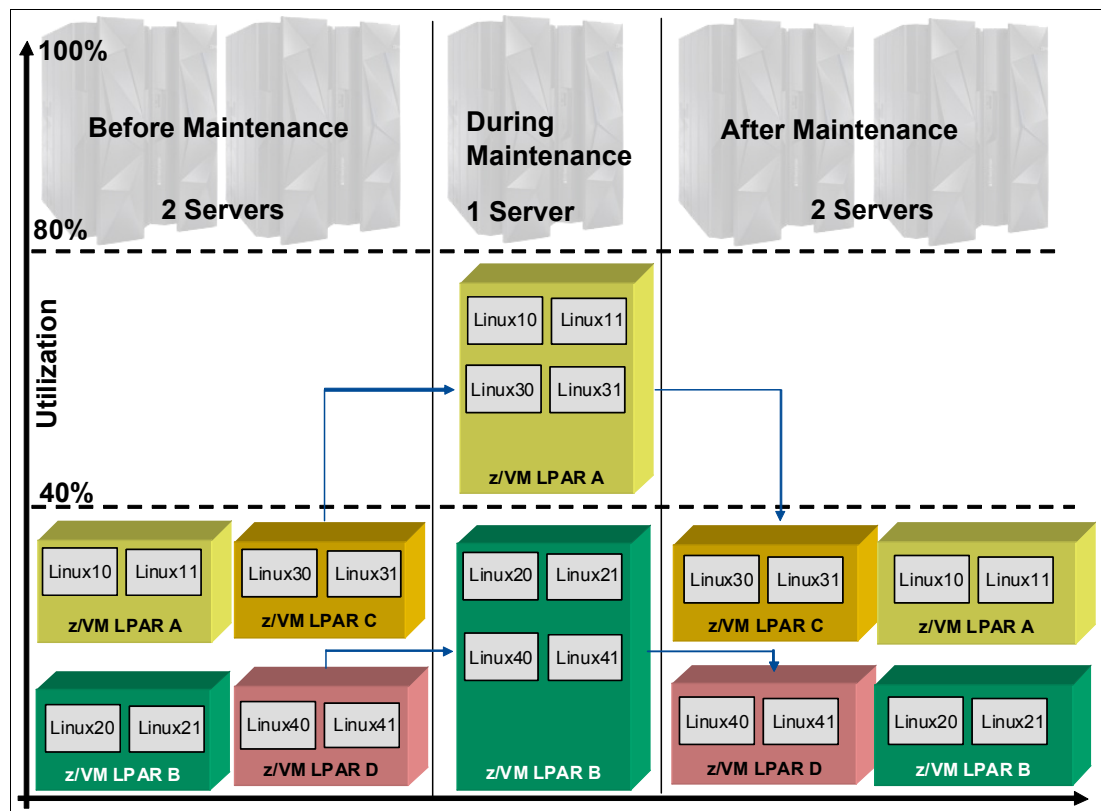 100%
Before Maintenance
2 Servers
During
Maintenance
1 Server
After Maintenance
2 Servers
80%
Utilization
Linux10 Linux11
Linux30 Linux31
z/VM LPAR A
40%
Linux10 Linux11
z/VM LPAR A
Linux30 Linux31
z/VM LPAR C
Linux20 Linux21
z/VM LPAR B
Linux40 Linux41
z/VM LPAR D
Linux20 Linux21
Linux40 Linux41
z/VM LPAR B
Linux30 Linux31
z/VM LPAR C
Linux10 Linux11
z/VM LPAR A
Linux40 Linux41
z/VM LPAR D
Linux20 Linux21
z/VM LPAR B